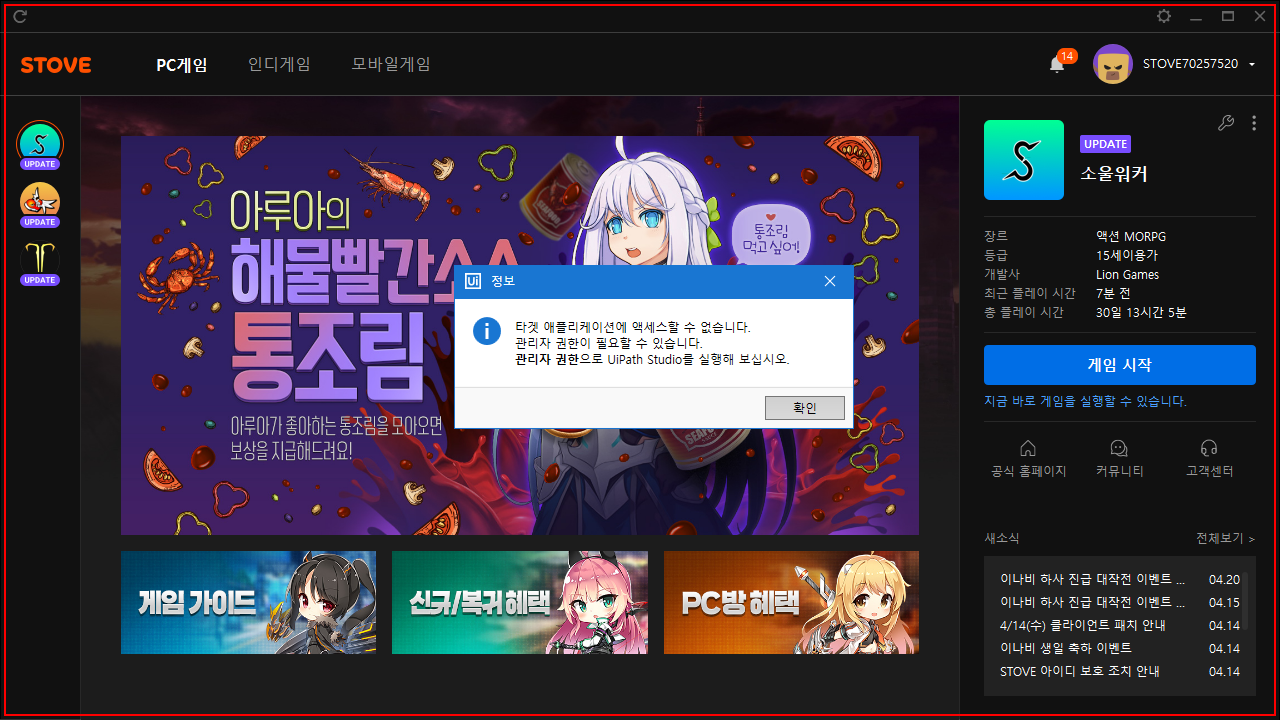 STOVE
PC게임
인디게임
모바일게임
14
STOVE70257520
UPDATE
UPDATE
UPDATE
아루아의
해물빨간소스
통조림
아루아가 좋아하는 통조림을 모아오면
보상을 지급해드려요!
통조림
먹고싶어!
Ui 정보
타겟 애플리케이션에 액세스할 수 없습니다.
관리자 권한이 필요할 수 있습니다.
관리자 권한으로 UiPath Studio를 실행해 보십시오.
확인
게임 가이드
신규/복귀 혜택
PC방 혜택
UPDATE
소울워커
장르 액션 MORPG
등급 15세이용가
개발사 Lion Games
최근 플레이 시간 7분 전
총 플레이 시간 30일 13시간 5분
게임 시작
지금 바로 게임을 실행할 수 있습니다.
공식 홈페이지
커뮤니티
고객센터
새소식 전체보기 >
이나비 하사 진급 대작전 이벤트 ... 04.20
이나비 하사 진급 대작전 이벤트 ... 04.15
4/14(수) 클라이언트 패치 안내 04.14
이나비 생일 축하 이벤트 04.14
STOVE 아이디 보호 조치 안내 04.14